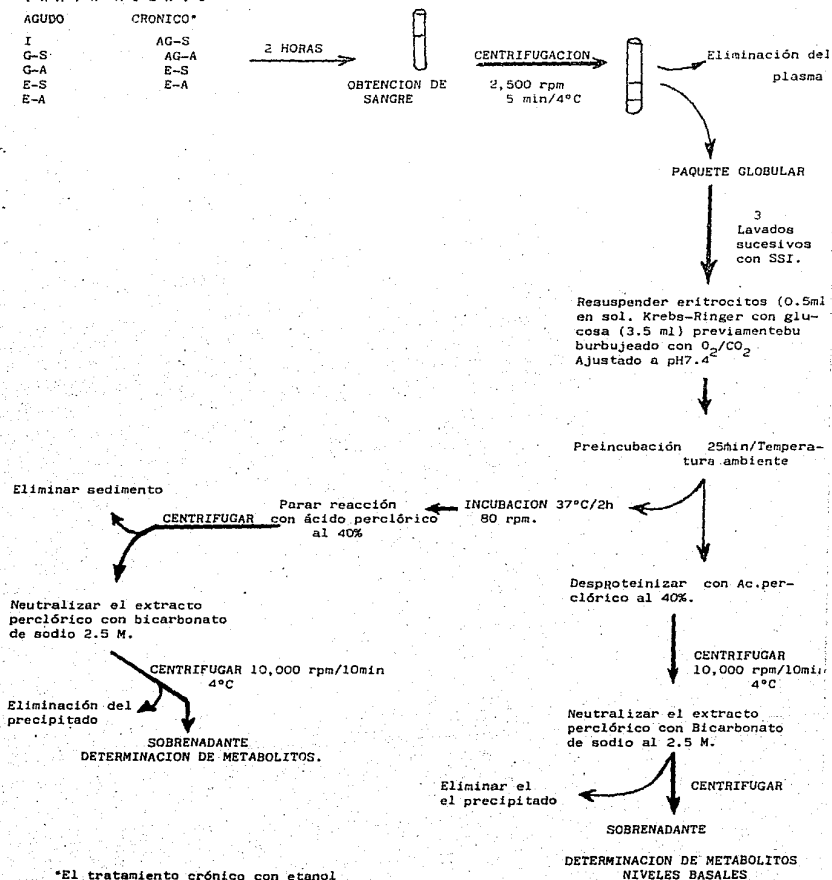 AGUDO CRONICO*
I AG-S
G-S AG-A
G-A E-S
E-S E-A
E-A
2 HORAS
OBTENCION DE
SANGRE
CENTRIFUGACION
2,500 rpm
5 min/4°C
Eliminación del
plasma
PAQUETE GLOBULAR
3
Lavados
sucesivos
con SSI.
Resuspender eritrocitos (0.5ml
en sol. Krebs-Ringer con glu-
cosa (3.5 ml) previamentebu
burbujeado con O2/CO2
Ajustado a pH7.4
Preincubación 25min/Tempera-
tura ambiente
INCUBACION 37°C/2h
80 rpm.
Parar reacción
con ácido perclórico
al 40%
CENTRIFUGAR
Eliminar sedimento
Neutralizar el extracto
perclórico con bicarbonato
de sodio 2.5 M.
CENTRIFUGAR 10,000 rpm/10min
4°C
Eliminación del
precipitado
SOBRENADANTE
DETERMINACION DE METABOLITOS.
Desproteinizar con Ac.per-
clórico al 40%.
CENTRIFUGAR
10,000 rpm/10mi
4°C
Neutralizar el extracto
perclórico con Bicarbonato
de sodio al 2.5 M.
Eliminar el
el precipitado
CENTRIFUGAR
SOBRENADANTE
DETERMINACION DE METABOLITOS
NIVELES BASALES
*El tratamiento crónico con etanol